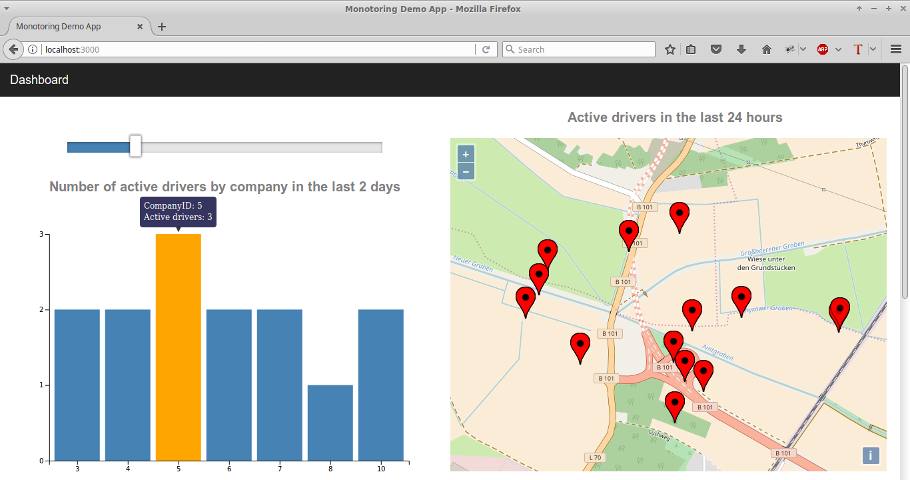 Monotoring Demo App - Mozilla Firefox
Monotoring Demo App
localhost:3000
Search
ABP
T
Dashboard
Number of active drivers by company in the last 2 days
CompanyID: 5
Active drivers: 3
3
2
1
0
3
4
5
6
7
8
10
Active drivers in the last 24 hours
+
−
B 101
B 101
B 101
B 101
B 101
B 101
B 101
B 101
L 70
Wiese unter
den Grundstücken
Amtgraben
i